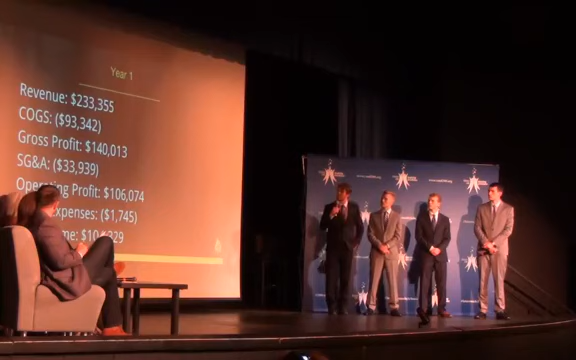 Year 1
Revenue: $233,355
COGS: ($93,342)
Gross Profit: $140,013
SG&A: ($33,939)
Operating Profit: $106,074
Expenses: ($1,745)